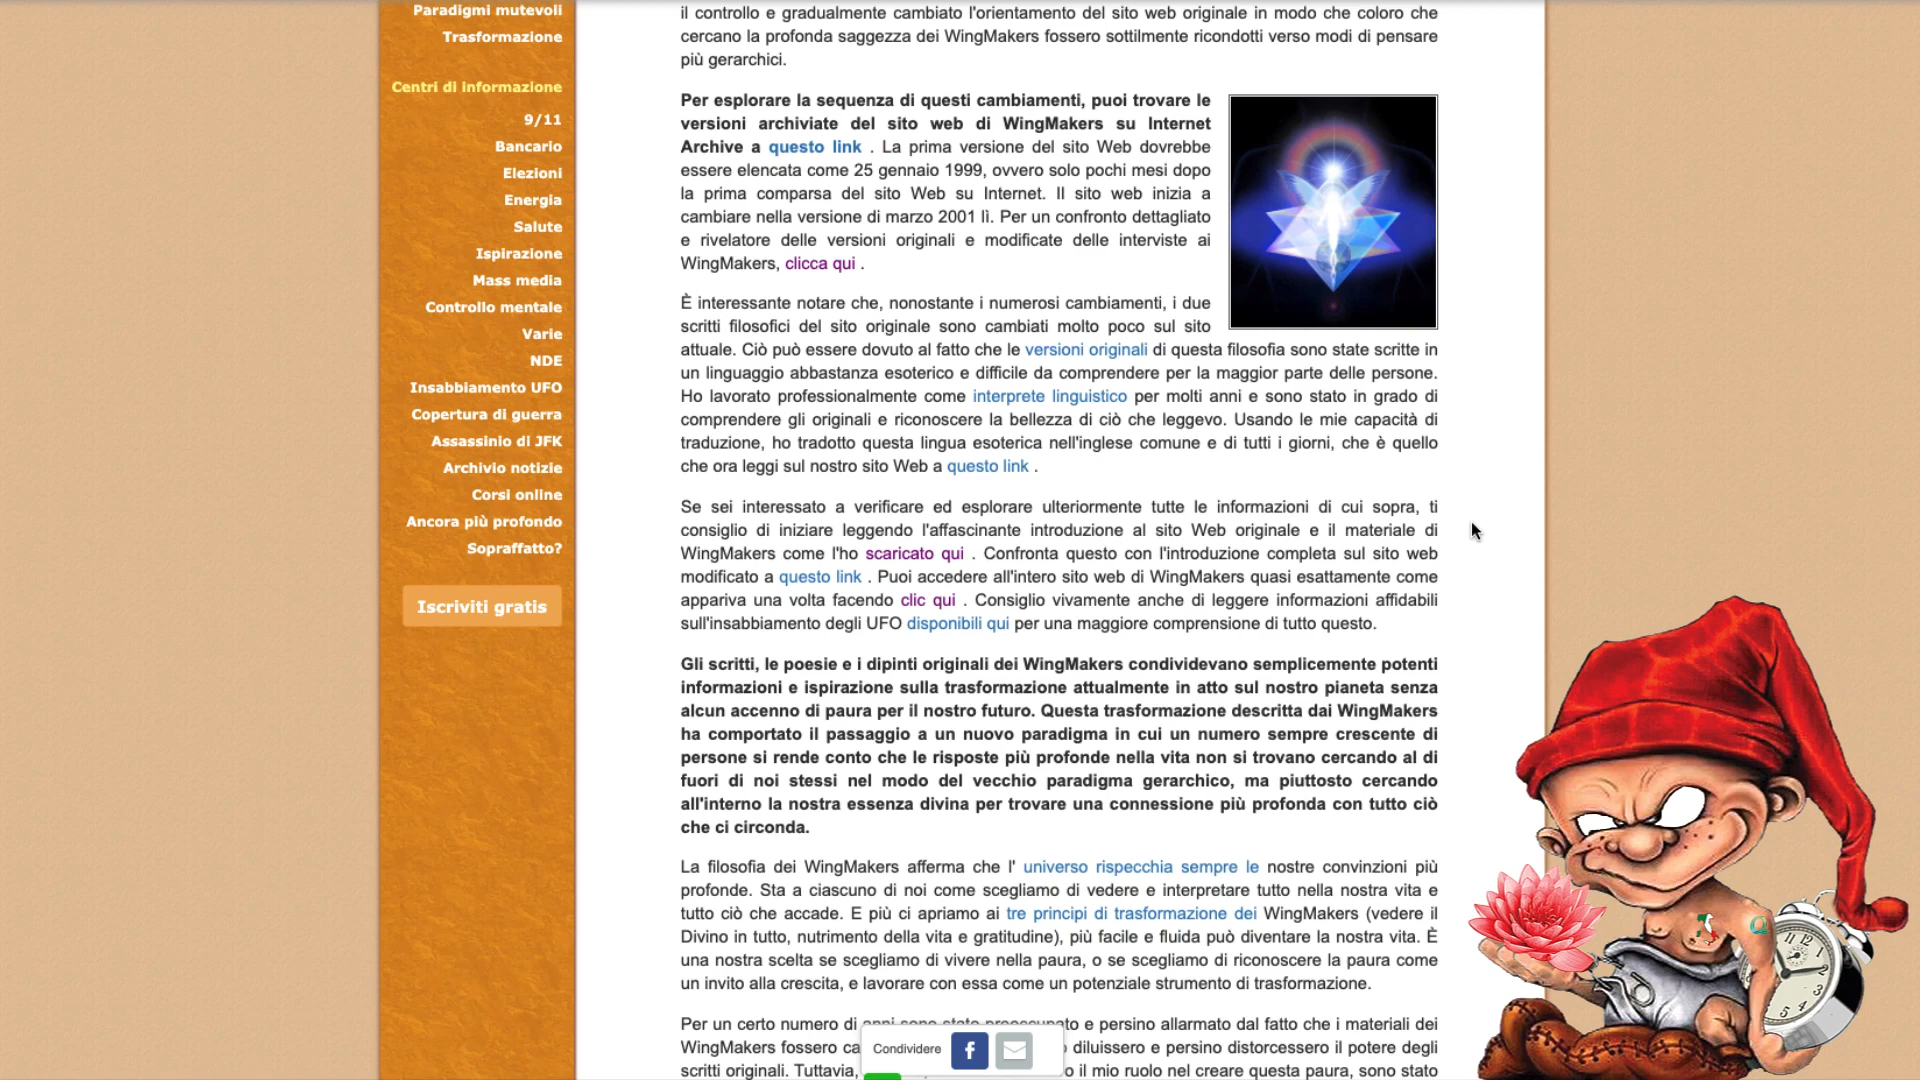 Paradigmi mutevoli
Trasformazione
Centri di informazione
9/11
Bancario
Elezioni
Energia
Salute
Ispirazione
Mass media
Controllo mentale
Varie
NDE
Insabbiamento UFO
Copertura di guerra
Assassinio di JFK
Archivio notizie
Corsi online
Ancora più profondo
Sopraffatto?
Iscriviti gratis
il controllo e gradualmente cambiato l'orientamento del sito web originale in modo che coloro che
cercano la profonda saggezza dei WingMakers fossero sottilmente ricondotti verso modi di pensare
più gerarchici.
Per esplorare la sequenza di questi cambiamenti, puoi trovare le
versioni archiviate del sito web di WingMakers su Internet
Archive a questo link . La prima versione del sito Web dovrebbe
essere elencata come 25 gennaio 1999, ovvero solo pochi mesi dopo
la prima comparsa del sito Web su Internet. Il sito web inizia a
cambiare nella versione di marzo 2001 lì. Per un confronto dettagliato
e rivelatore delle versioni originali e modificate delle interviste ai
WingMakers, clicca qui .
È interessante notare che, nonostante i numerosi cambiamenti, i due
scritti filosofici del sito originale sono cambiati molto poco sul sito
attuale. Ciò può essere dovuto al fatto che le versioni originali di questa filosofia sono state scritte in
un linguaggio abbastanza esoterico e difficile da comprendere per la maggior parte delle persone.
Ho lavorato professionalmente come interprete linguistico per molti anni e sono stato in grado di
comprendere gli originali e riconoscere la bellezza di ciò che leggevo. Usando le mie capacità di
traduzione, ho tradotto questa lingua esoterica nell'inglese comune e di tutti i giorni, che è quello
che ora leggi sul nostro sito Web a questo link .
Se sei interessato a verificare ed esplorare ulteriormente tutte le informazioni di cui sopra, ti
consiglio di iniziare leggendo l'affascinante introduzione al sito Web originale e il materiale di
WingMakers come l'ho scaricato qui . Confronta questo con l'introduzione completa sul sito web
modificato a questo link . Puoi accedere all'intero sito web di WingMakers quasi esattamente come
appariva una volta facendo clic qui . Consiglio vivamente anche di leggere informazioni affidabili
sull'insabbiamento degli UFO disponibili qui per una maggiore comprensione di tutto questo.
Gli scritti, le poesie e i dipinti originali dei WingMakers condividevano semplicemente potenti
informazioni e ispirazione sulla trasformazione attualmente in atto sul nostro pianeta senza
alcun accenno di paura per il nostro futuro. Questa trasformazione descritta dai WingMakers
ha comportato il passaggio a un nuovo paradigma in cui un numero sempre crescente di
persone si rende conto che le risposte più profonde nella vita non si trovano cercando al di
fuori di noi stessi nel modo del vecchio paradigma gerarchico, ma piuttosto cercando
all'interno la nostra essenza divina per trovare una connessione più profonda con tutto ciò
che ci circonda.
La filosofia dei WingMakers afferma che l' universo rispecchia sempre le nostre convinzioni più
profonde. Sta a ciascuno di noi come scegliamo di vedere e interpretare tutto nella nostra vita e
tutto ciò che accade. E più ci apriamo ai tre principi di trasformazione dei WingMakers (vedere il
Divino in tutto, nutrimento della vita e gratitudine), più facile e fluida può diventare la nostra vita. È
una nostra scelta se scegliamo di vivere nella paura, o se scegliamo di riconoscere la paura come
un invito alla crescita, e lavorare con essa come un potenziale strumento di trasformazione.
Per un certo numero di anni sono stato preoccupato e persino allarmato dal fatto che i materiali dei
WingMakers fossero diluissero e persino distorcessero il potere degli
scritti originali. Tuttavia, il mio ruolo nel creare questa paura, sono stato
Condividere
11 12 1 2 4 5